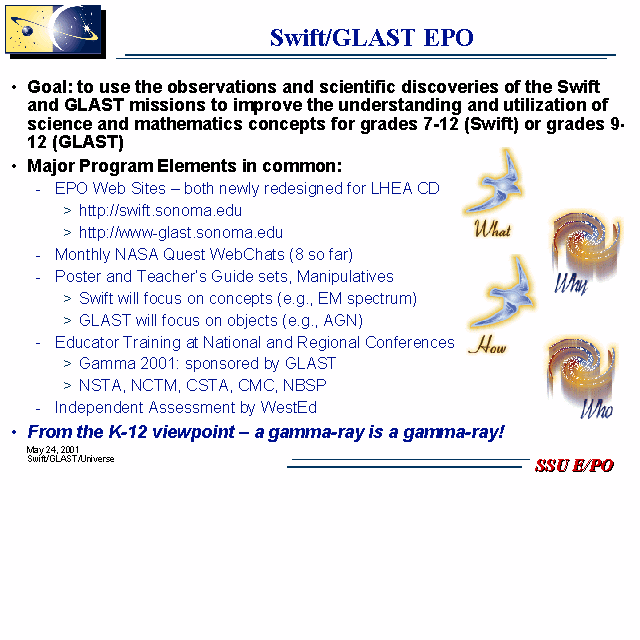 Swift/GLAST EPO
• Goal: to use the observations and scientific discoveries of the Swift
and GLAST missions to improve the understanding and utilization of
science and mathematics concepts for grades 7-12 (Swift) or grades 9-
12 (GLAST)
• Major Program Elements in common:
- EPO Web Sites – both newly redesigned for LHEA CD
> http://swift.sonoma.edu
> http://www-glast.sonoma.edu
- Monthly NASA Quest WebChats (8 so far)
- Poster and Teacher's Guide sets, Manipulatives
> Swift will focus on concepts (e.g., EM spectrum)
> GLAST will focus on objects (e.g., AGN)
- Educator Training at National and Regional Conferences
> Gamma 2001: sponsored by GLAST
> NSTA, NCTM, CSTA, CMC, NBSP
- Independent Assessment by WestEd
• From the K-12 viewpoint – a gamma-ray is a gamma-ray!
What
Why
How
Who
May 24, 2001
Swift/GLAST/Universe
SSU E/PO